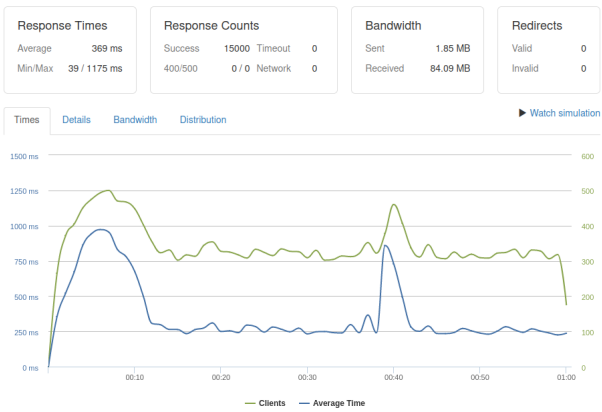 Response Times
Average 369 ms
Min/Max 39 / 1175 ms
Response Counts
Success 15000 Timeout 0
400/500 0 / 0 Network 0
Bandwidth
Sent 1.85 MB
Received 84.09 MB
Redirects
Valid 0
Invalid 0
Times Details Bandwidth Distribution Watch simulation
1500 ms 600
1250 ms 500
1000 ms 400
750 ms 300
500 ms 200
250 ms 100
0 ms 0
00:10 00:20 00:30 00:40 00:50 01:00
Clients Average Time